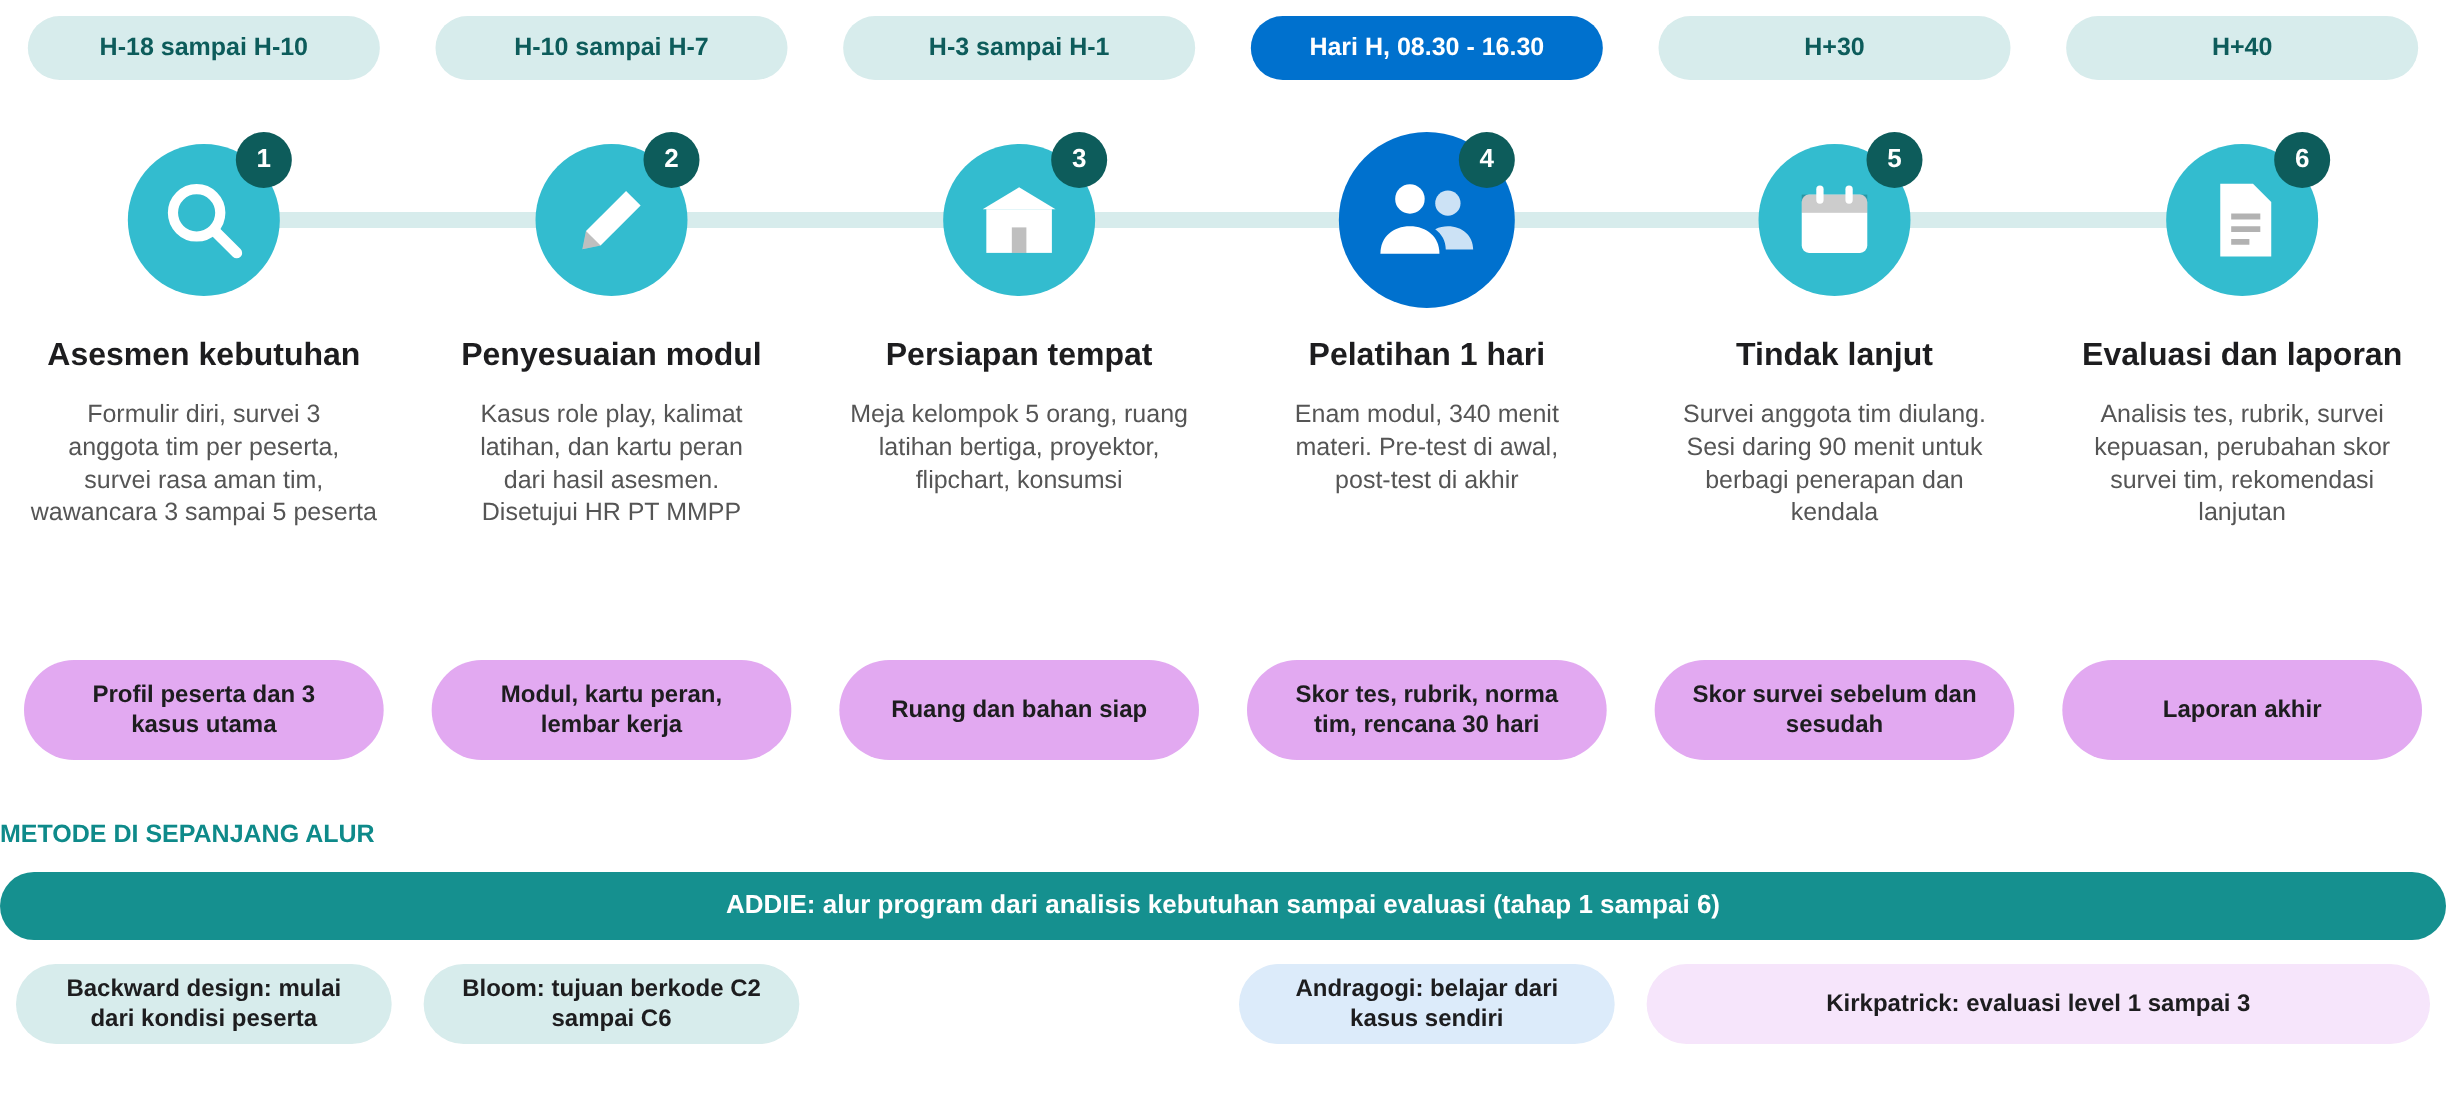 H-18 sampai H-10
H-10 sampai H-7
H-3 sampai H-1
Hari H, 08.30 - 16.30
H+30
H+40
1
2
3
4
5
6
Asesmen kebutuhan
Formulir diri, survei 3
anggota tim per peserta,
survei rasa aman tim,
wawancara 3 sampai 5 peserta
Penyesuaian modul
Kasus role play, kalimat
latihan, dan kartu peran
dari hasil asesmen.
Disetujui HR PT MMPP
Persiapan tempat
Meja kelompok 5 orang, ruang
latihan bertiga, proyektor,
flipchart, konsumsi
Pelatihan 1 hari
Enam modul, 340 menit
materi. Pre-test di awal,
post-test di akhir
Tindak lanjut
Survei anggota tim diulang.
Sesi daring 90 menit untuk
berbagi penerapan dan
kendala
Evaluasi dan laporan
Analisis tes, rubrik, survei
kepuasan, perubahan skor
survei tim, rekomendasi
lanjutan
Profil peserta dan 3
kasus utama
Modul, kartu peran,
lembar kerja
Ruang dan bahan siap
Skor tes, rubrik, norma
tim, rencana 30 hari
Skor survei sebelum dan
sesudah
Laporan akhir
METODE DI SEPANJANG ALUR
ADDIE: alur program dari analisis kebutuhan sampai evaluasi (tahap 1 sampai 6)
Backward design: mulai
dari kondisi peserta
Bloom: tujuan berkode C2
sampai C6
Andragogi: belajar dari
kasus sendiri
Kirkpatrick: evaluasi level 1 sampai 3